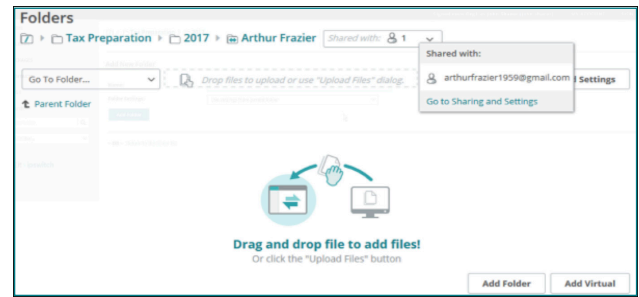 Folders
Tax Preparation 2017 Arthur Frazier Shared with: 1
Shared with:
Go To Folder... Drop files to upload or use "Upload Files" dialog. arthurfrazier1959@gmail.com Settings
Parent Folder Go to Sharing and Settings
Drag and drop file to add files!
Or click the "Upload Files" button
Add Folder Add Virtual